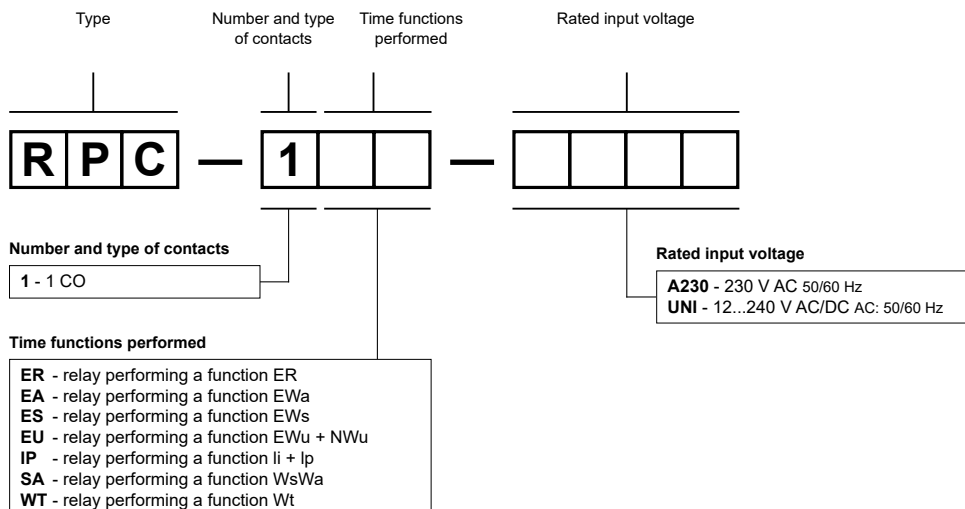 Type
Number and type
of contacts
Time functions
performed
Rated input voltage
RPC — 1 —
Number and type of contacts
1 - 1 CO
Rated input voltage
A230 - 230 V AC 50/60 Hz
UNI - 12...240 V AC/DC AC: 50/60 Hz
Time functions performed
ER - relay performing a function ER
EA - relay performing a function EWa
ES - relay performing a function EWs
EU - relay performing a function EWu + NWu
IP - relay performing a function Ii + Ip
SA - relay performing a function WsWa
WT - relay performing a function Wt